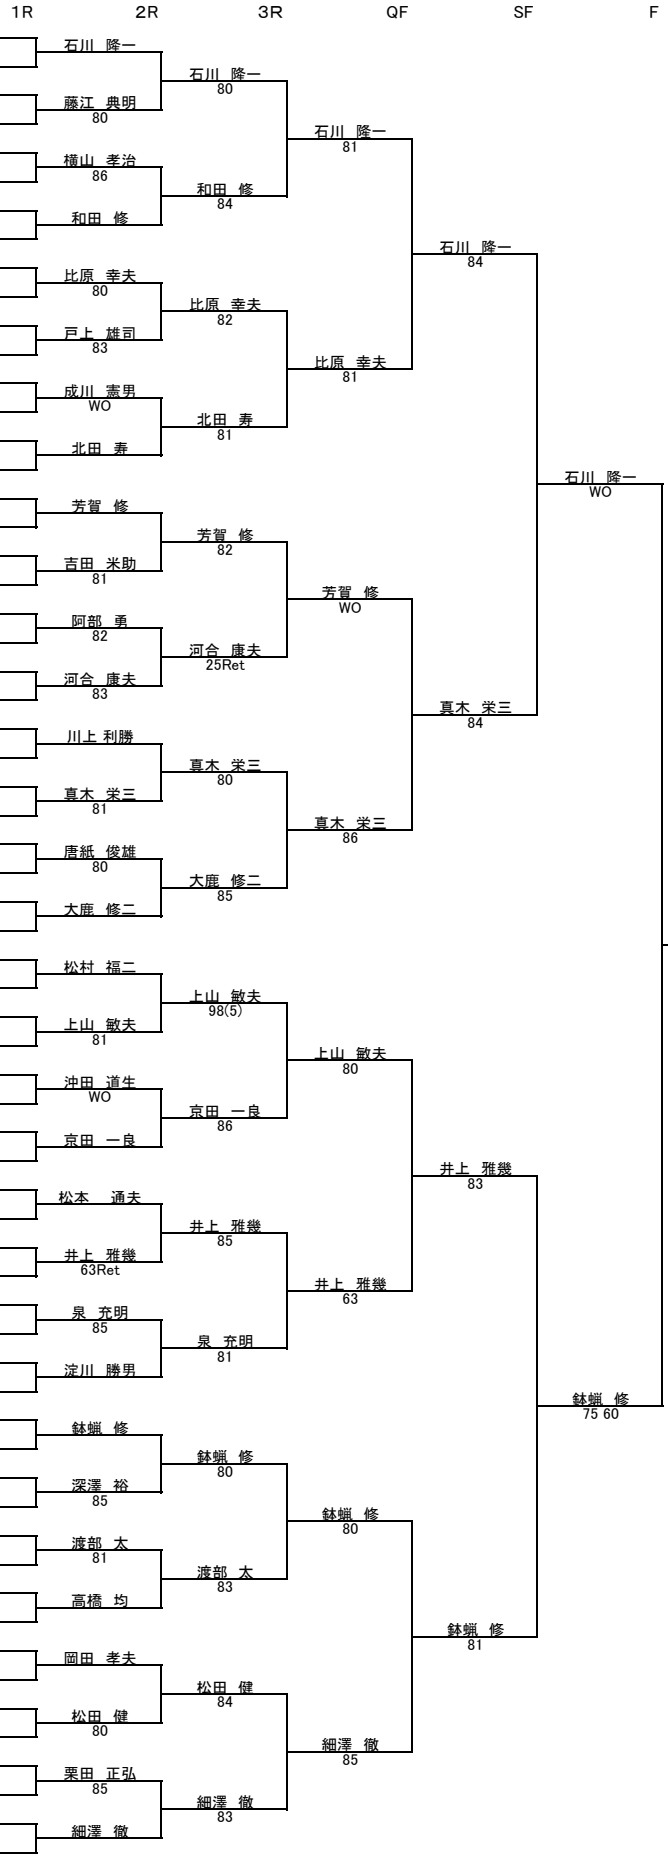 1R 2R 3R QF SF F
石川 隆一
石川 隆一
80
藤江 典明
80
石川 隆一
81
横山 孝治
86
和田 修
84
和田 修
石川 隆一
84
比原 幸夫
80
比原 幸夫
82
戸上 雄司
83
比原 幸夫
81
成川 憲男
WO
北田 寿
81
北田 寿
石川 隆一
WO
芳賀 修
芳賀 修
82
吉田 米助
81
芳賀 修
WO
阿部 勇
82
河合 康夫
25Ret
河合 康夫
83
真木 栄三
84
川上 利勝
真木 栄三
80
真木 栄三
81
真木 栄三
86
唐紙 俊雄
80
大鹿 修二
85
大鹿 修二
松村 福二
上山 敏夫
98(5)
上山 敏夫
81
上山 敏夫
80
沖田 道生
WO
京田 一良
86
京田 一良
井上 雅幾
83
松本 通夫
井上 雅幾
85
井上 雅幾
63Ret
井上 雅幾
63
泉 充明
85
泉 充明
81
淀川 勝男
鉢蝋 修
75 60
鉢蝋 修
鉢蝋 修
80
深澤 裕
85
鉢蝋 修
80
渡部 太
81
渡部 太
83
高橋 均
鉢蝋 修
81
岡田 孝夫
松田 健
84
松田 健
80
細澤 徹
85
栗田 正弘
85
細澤 徹
83
細澤 徹